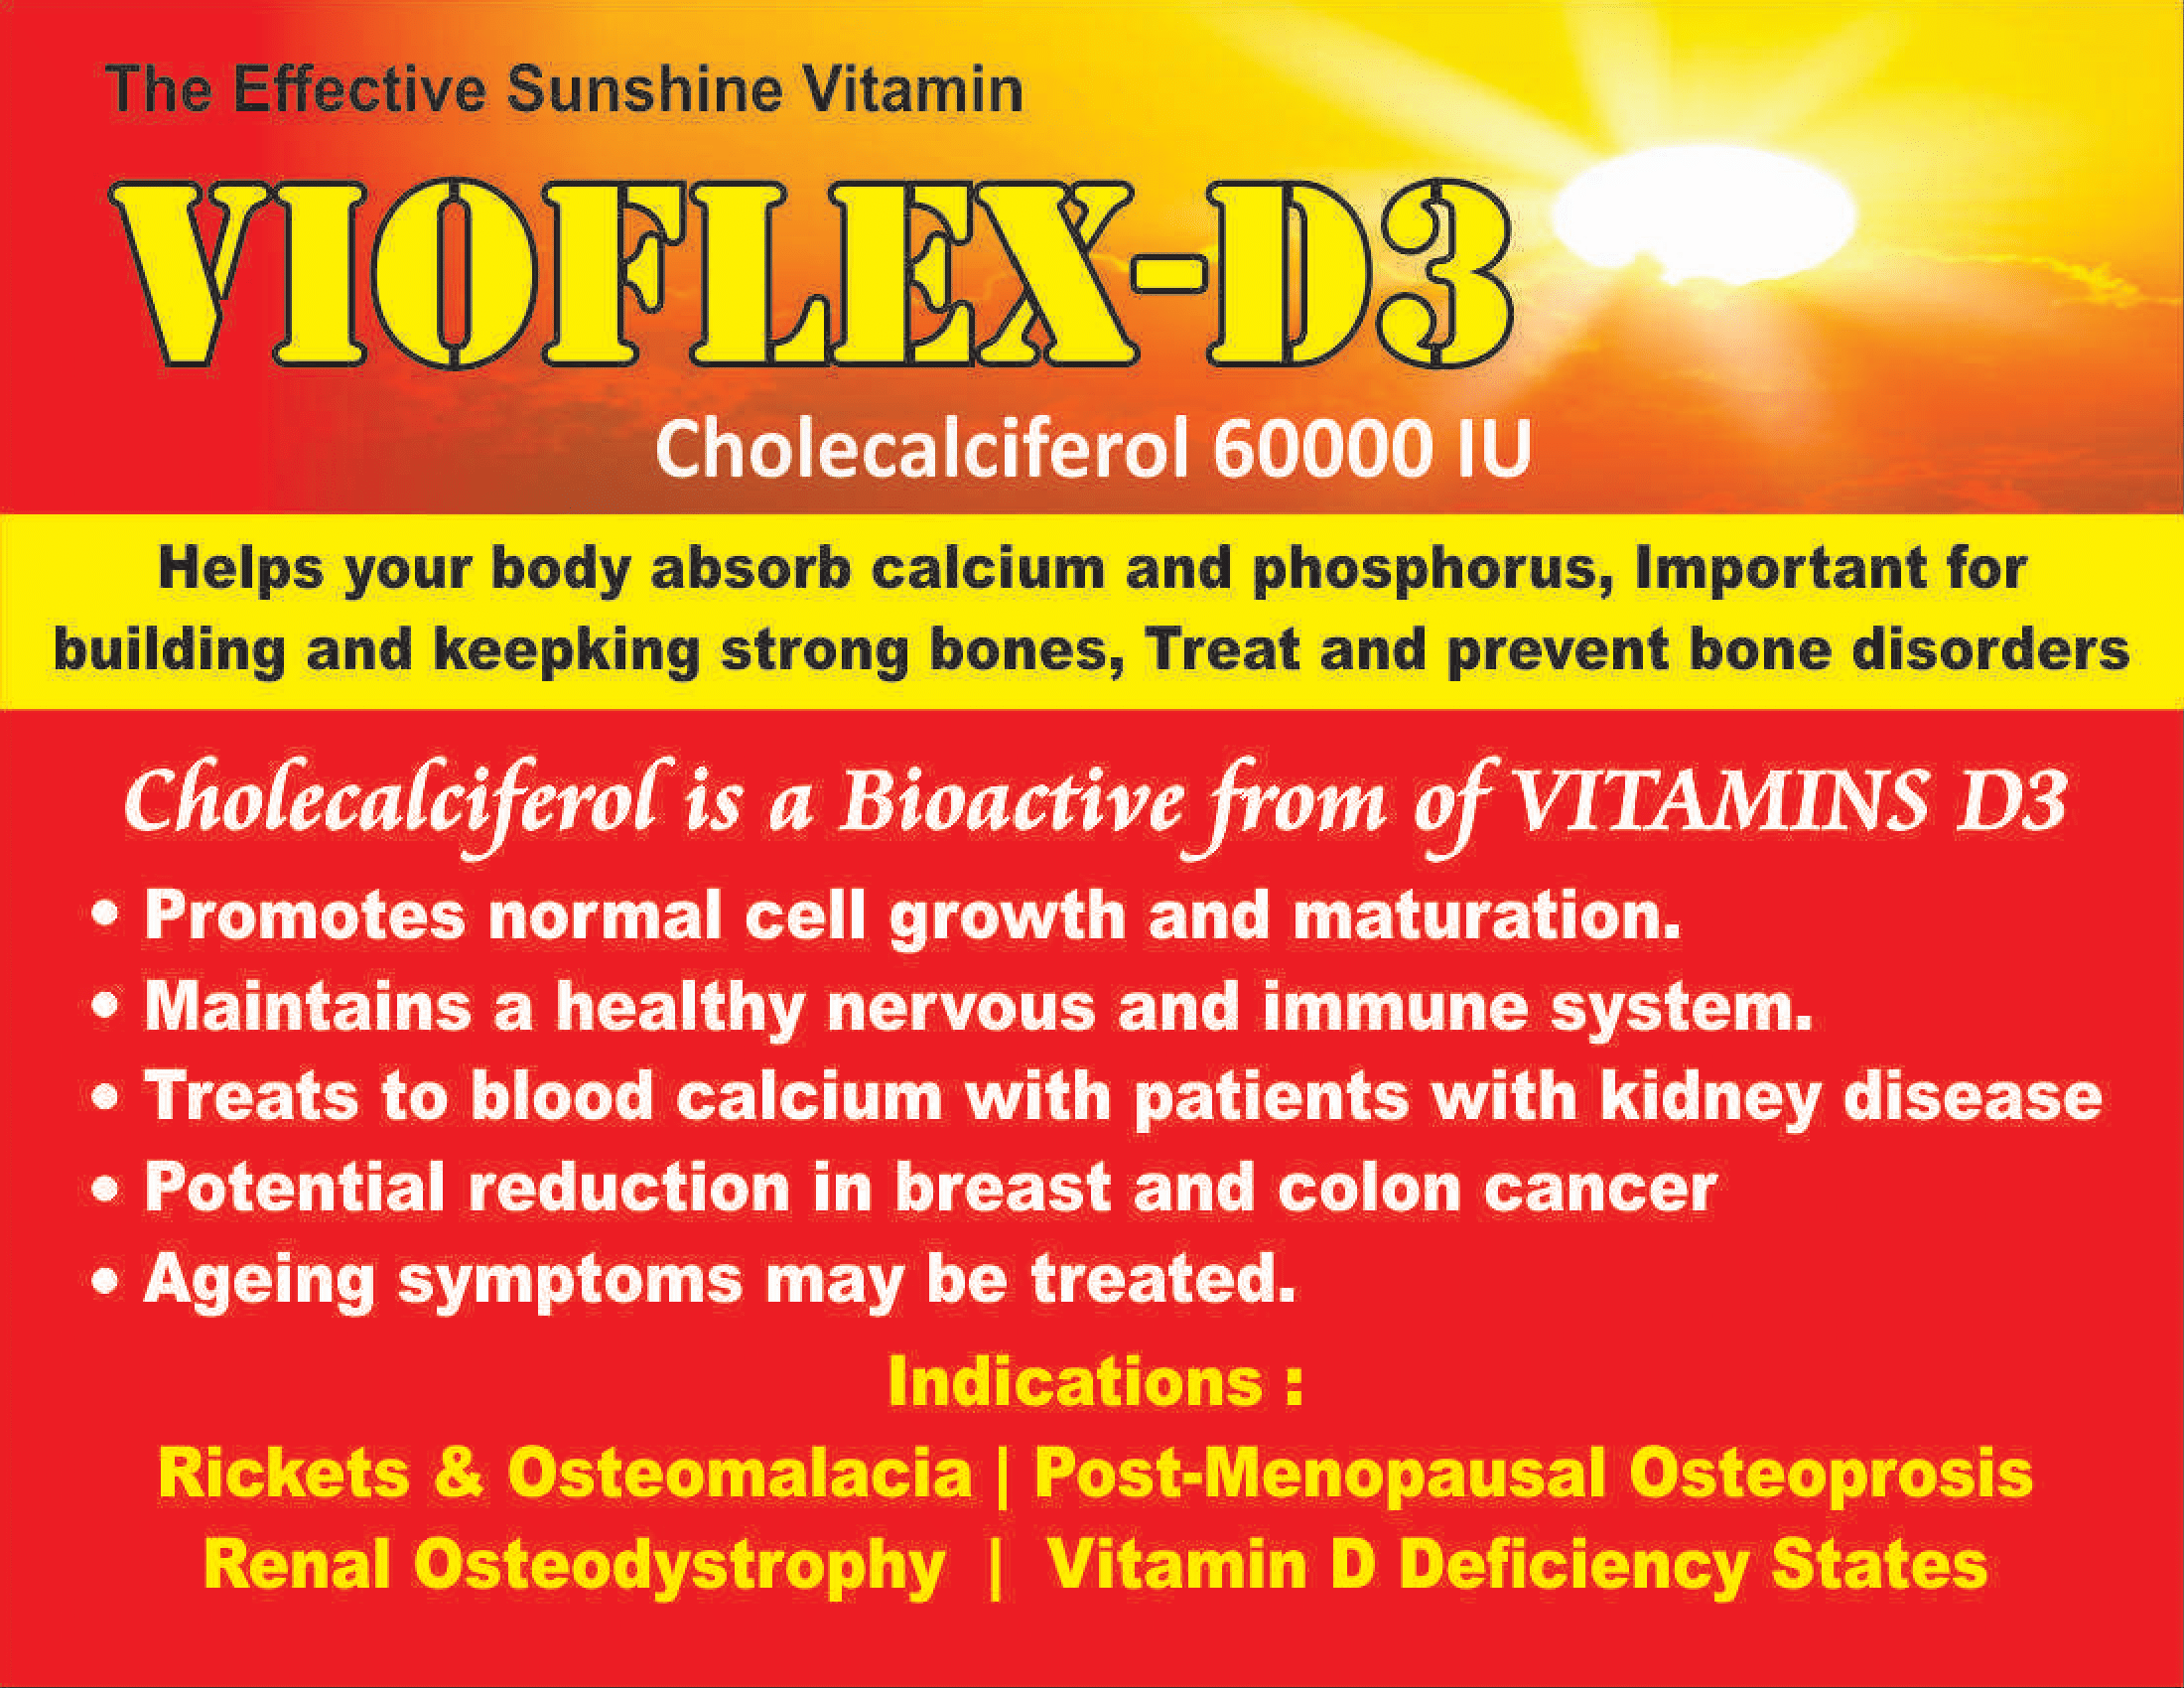 The Effective Sunshine Vitamin
VIOFLEX-D3
Cholecalciferol 60000 IU
Helps your body absorb calcium and phosphorus, Important for
building and keepking strong bones, Treat and prevent bone disorders
Cholecalciferol is a Bioactive from of VITAMINS D3
• Promotes normal cell growth and maturation.
• Maintains a healthy nervous and immune system.
• Treats to blood calcium with patients with kidney disease
• Potential reduction in breast and colon cancer
• Ageing symptoms may be treated.
Indications :
Rickets & Osteomalacia | Post-Menopausal Osteoprosis
Renal Osteodystrophy | Vitamin D Deficiency States